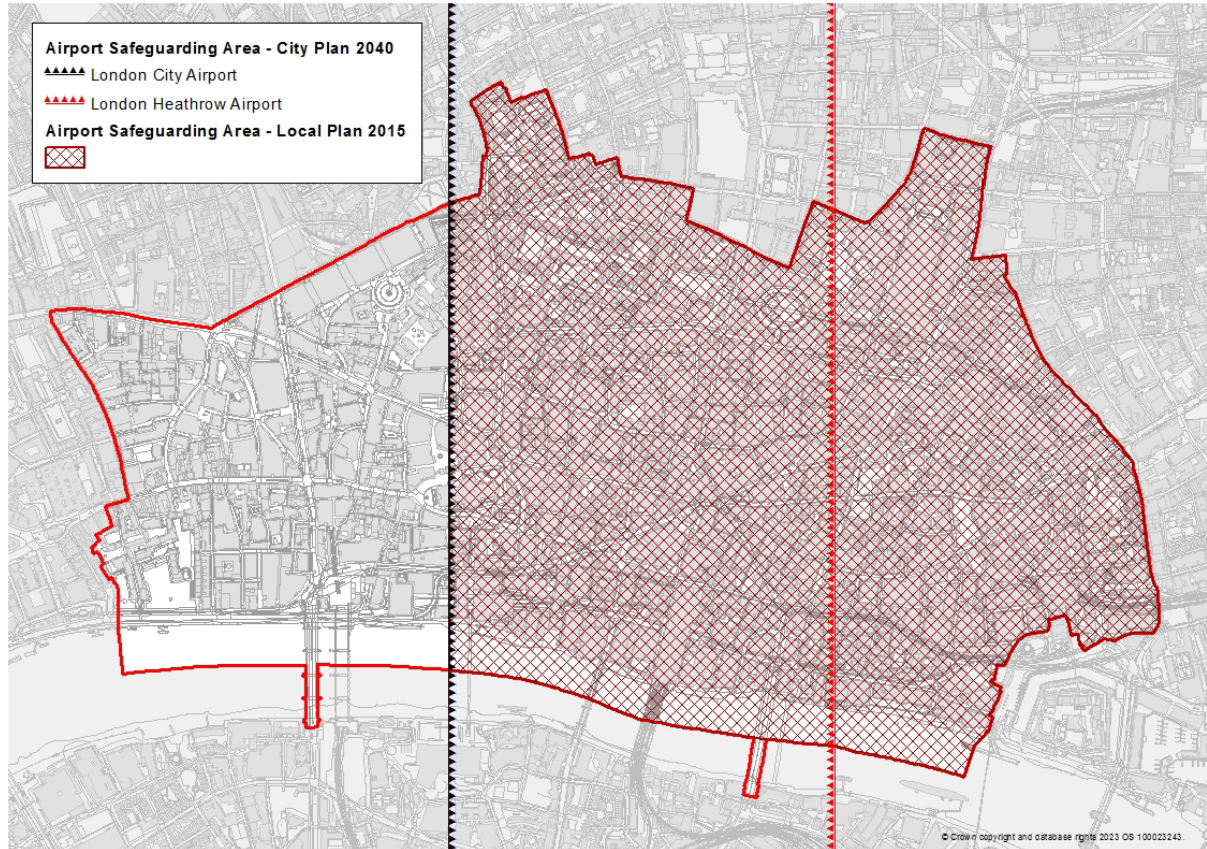 Airport Safeguarding Area - City Plan 2040
London City Airport
London Heathrow Airport
Airport Safeguarding Area - Local Plan 2015
© Crown copyright and database rights 2023 OS 100023243.